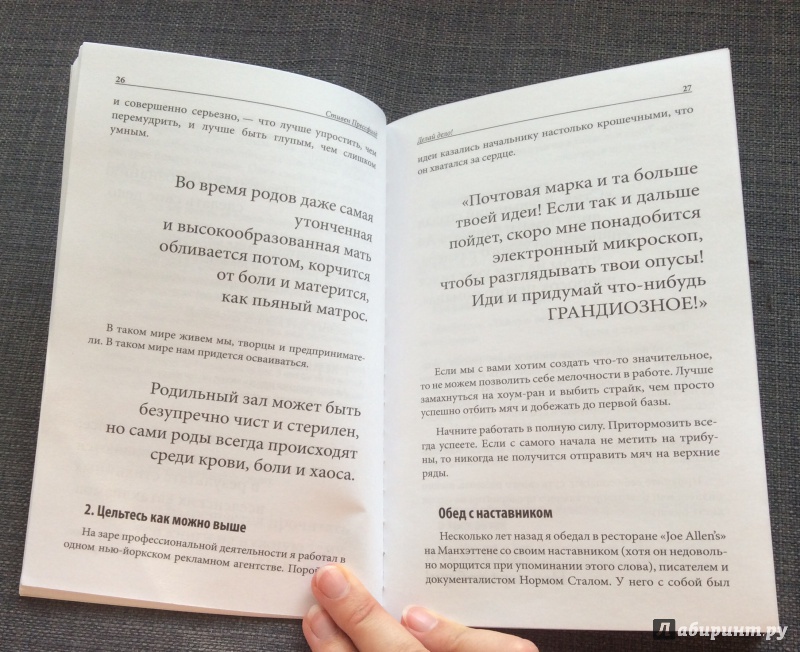 26
Стивен Прессфилд
и совершенно серьезно, — что лучше упростить, чем
перемудрить, и лучше быть глупым, чем слишком
умным.
Во время родов даже самая
утонченная
и высокообразованная мать
обливается потом, корчится
от боли и матерится,
как пьяный матрос.
В таком мире живем мы, творцы и предпринимате-
ли. В таком мире нам придется осваиваться.
Родильный зал может быть
безупречно чист и стерилен,
но сами роды всегда происходят
среди крови, боли и хаоса.
2. Цельтесь как можно выше
На заре профессиональной деятельности я работал в
одном нью-йоркском рекламном агентстве. Порой
27
Делай дело!
идеи казались начальнику настолько крошечными, что
он хватался за сердце.
«Почтовая марка и та больше
твоей идеи! Если так и дальше
пойдет, скоро мне понадобится
электронный микроскоп,
чтобы разглядывать твои опусы!
Иди и придумай что-нибудь
ГРАНДИОЗНОЕ!»
Если мы с вами хотим создать что-то значительное,
то не можем позволить себе мелочности в работе. Лучше
замахнуться на хоум-ран и выбить страйк, чем просто
успешно отбить мяч и добежать до первой базы.
Начните работать в полную силу. Притормозить все-
гда успеете. Если с самого начала не метить на трибу-
ны, то никогда не получится отправить мяч на верхние
ряды.
Обед с наставником
Несколько лет назад я обедал в ресторане «Joe Allen's»
на Манхэттене со своим наставником (хотя он недоволь-
но морщится при упоминании этого слова), писателем и
документалистом Нормом Сталом. У него с собой был
Лабиринт.ру